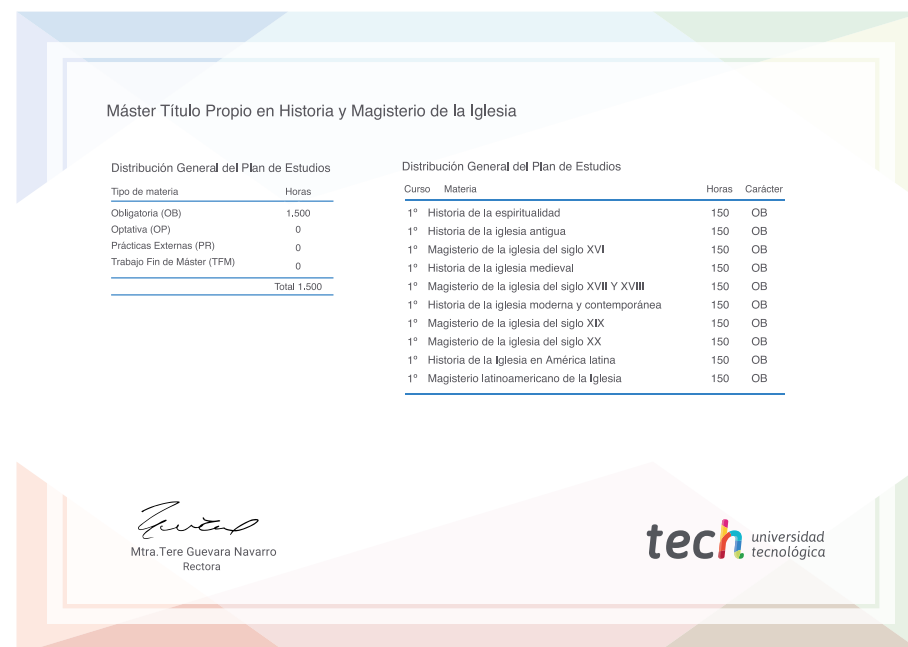 Máster Título Propio en Historia y Magisterio de la Iglesia
Distribución General del Plan de Estudios
Tipo de materia Horas
Obligatoria (OB) 1,500
Optativa (OP) 0
Prácticas Externas (PR) 0
Trabajo Fin de Máster (TFM) 0
Total 1.500
Distribución General del Plan de Estudios
Curso Materia Horas Carácter
1º Historia de la espiritualidad 150 OB
1º Historia de la iglesia antigua 150 OB
1º Magisterio de la iglesia del siglo XVI 150 OB
1º Historia de la iglesia medieval 150 OB
1º Magisterio de la iglesia del siglo XVII Y XVIII 150 OB
1º Historia de la iglesia moderna y contemporánea 150 OB
1º Magisterio de la iglesia del siglo XIX 150 OB
1º Magisterio de la iglesia del siglo XX 150 OB
1º Historia de la Iglesia en América latina 150 OB
1º Magisterio latinoamericano de la Iglesia 150 OB
Mtra.Tere Guevara Navarro
Rectora
tech universidad
tecnológica